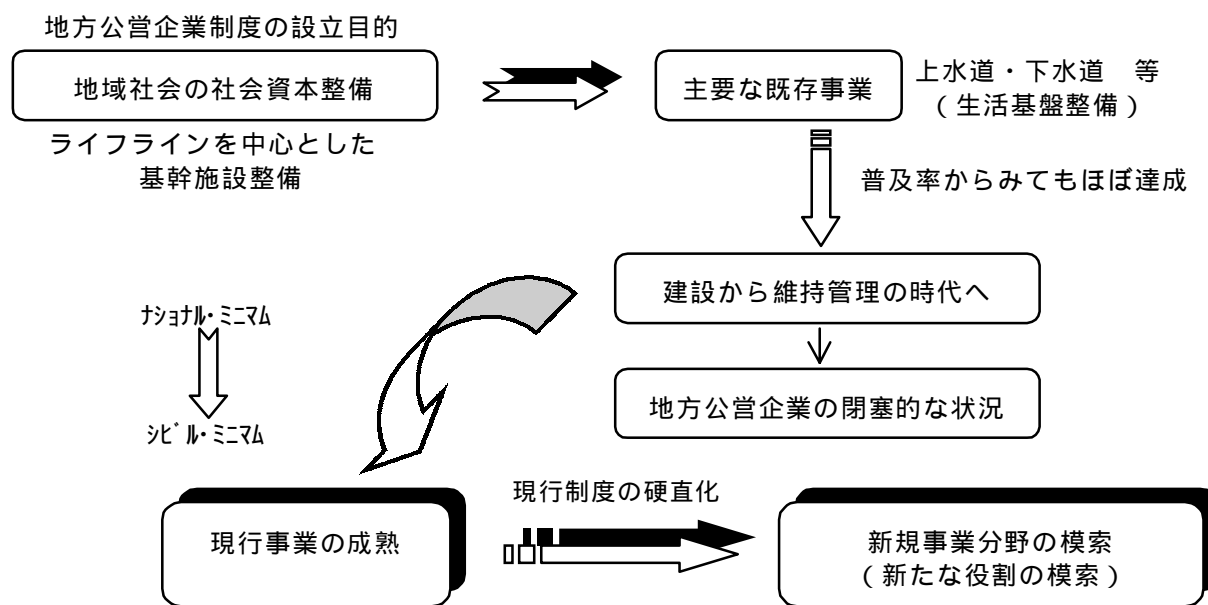 地方公営企業制度の設立目的
地域社会の社会資本整備
ライフラインを中心とした
基幹施設整備
主要な既存事業
上水道・下水道　等
（生活基盤整備）
普及率からみてもほぼ達成
建設から維持管理の時代へ
地方公営企業の閉塞的な状況
ﾅｼｮﾅﾙ･ﾐﾆﾏﾑ
ｼﾋﾞﾙ･ﾐﾆﾏﾑ
現行事業の成熟
現行制度の硬直化
新規事業分野の模索
（新たな役割の模索）